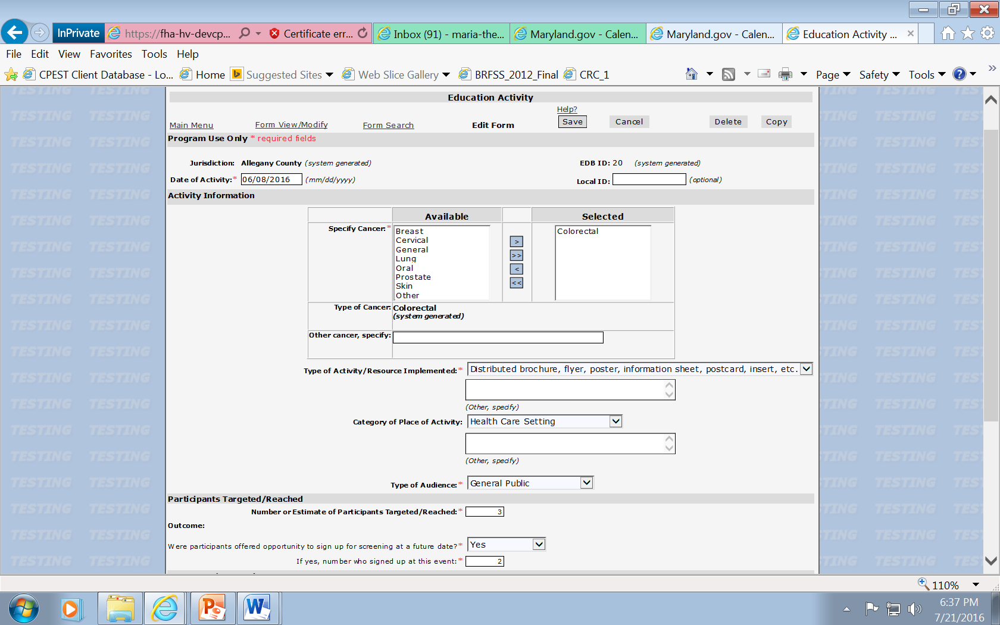 InPrivate https://fha-hv-devcp... Certificate err... Inbox (91) - maria-the... Maryland.gov - Calen... Maryland.gov - Calen... Education Activity ...
File Edit View Favorites Tools Help
CPEST Client Database - Lo... Home Suggested Sites Web Slice Gallery BRFSS_2012_Final CRC_1 Page Safety Tools
TESTING TESTING
Education Activity
Help?
Main Menu Form View/Modify Form Search Edit Form Save Cancel Delete Copy
Program Use Only * required fields
Jurisdiction: Allegany County (system generated) EDB ID: 20 (system generated)
Date of Activity:* 06/08/2016 (mm/dd/yyyy) Local ID: (optional)
Activity Information
Available Selected
Specify Cancer:* Breast Colorectal
Cervical
General
Lung
Oral
Prostate
Skin
Other
> 
>>
<
<<
Type of Cancer: Colorectal
(system generated)
Other cancer, specify:
Type of Activity/Resource Implemented:* Distributed brochure, flyer, poster, information sheet, postcard, insert, etc.
(Other, specify)
Category of Place of Activity: Health Care Setting
(Other, specify)
Type of Audience:* General Public
Participants Targeted/Reached
Number or Estimate of Participants Targeted/Reached:* 3
Outcome:
Were participants offered opportunity to sign up for screening at a future date?* Yes
If yes, number who signed up at this event:* 2
110%
6:37 PM
7/21/2016